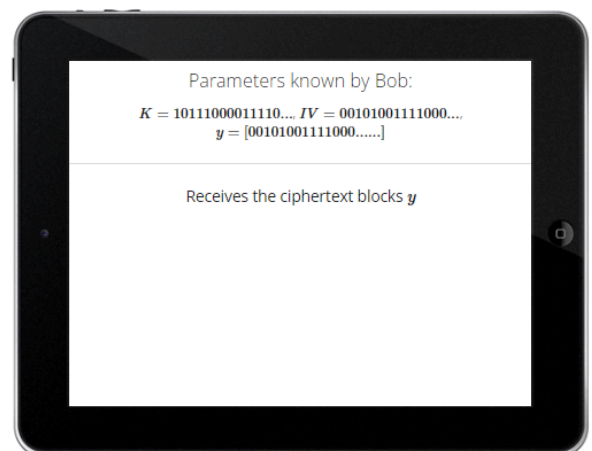 Parameters known by Bob:
K = 10111000011110..., IV = 00101001111000...,
y = [00101001111000......]
Receives the ciphertext blocks y